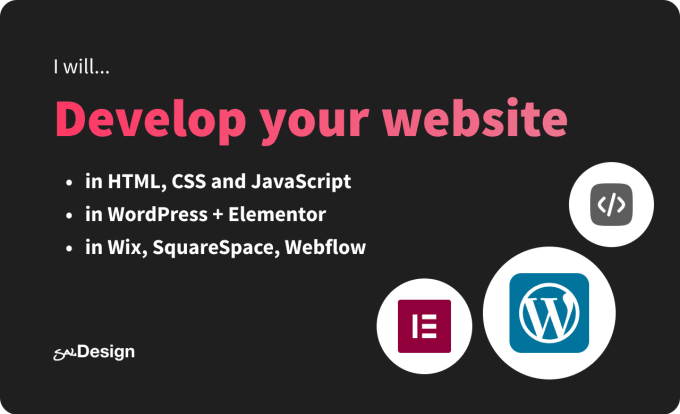 I will...
Develop your website
• in HTML, CSS and JavaScript
• in WordPress + Elementor
• in Wix, SquareSpace, Webflow
</>
W
Design